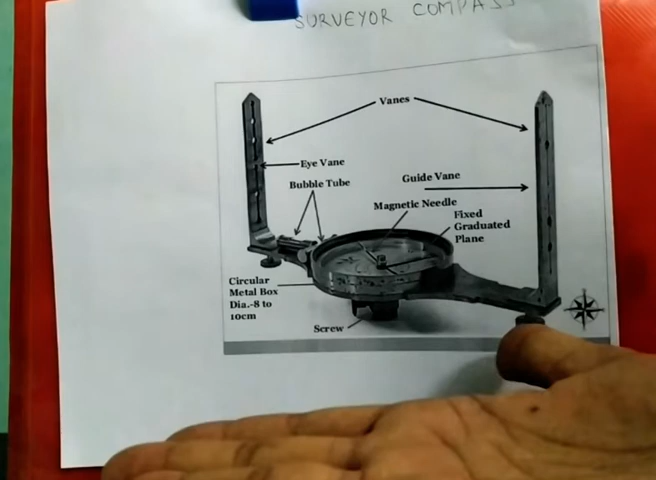 SURVEYOR COMPASS
Vanes
Eye Vane
Bubble Tube
Guide Vane
Magnetic Needle
Fixed
Graduated
Plane
Circular
Metal Box
Dia.-8 to
10cm
Screw